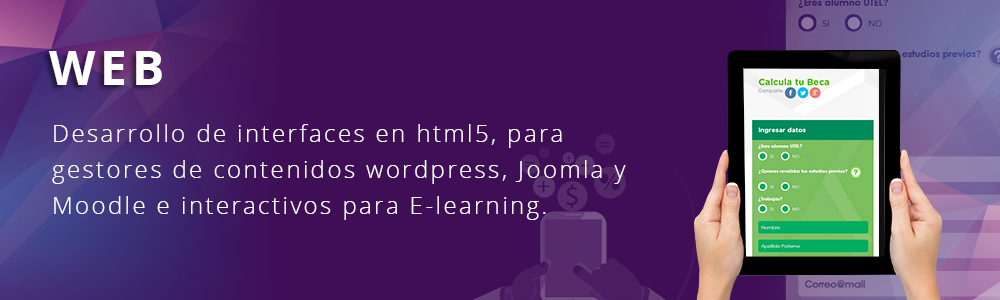 WEB
Desarrollo de interfaces en html5, para
gestores de contenidos wordpress, Joomla y
Moodle e interactivos para E-learning.
¿Eres alumno UTEL?
SI NO
estudios previos? ?
Correo@mail
Calcula tu Beca
Comparte:
Ingresar datos
¿Eres alumno UTEL?
SI NO
¿Quieres revalidar tus estudios previos? ?
SI NO
¿Trabajas?
SI NO
Nombre
Apellido Paterno